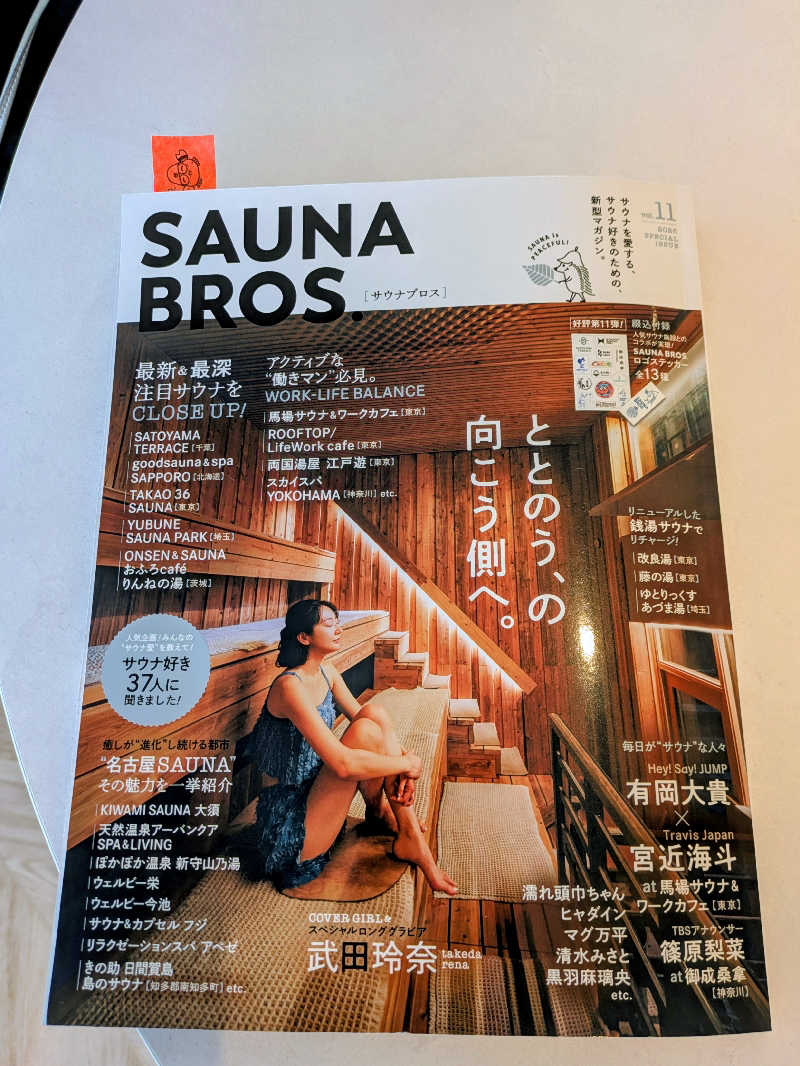 SAUNA
BROS.
[サウナブロス]
サウナを愛する、
サウナ好きのための、
新型マガジン。
vol.11
2025
SPECIAL
ISSUE
SAUNA is
PEACEFUL!
好評第11弾!
綴込付録
人気サウナ施設との
コラボが実現!
SAUNA BROS.
ロゴステッカー
全13種
最新&最深
注目サウナを
CLOSE UP!
SATOYAMA
TERRACE[千葉]
goodsauna&spa
SAPPORO[北海道]
TAKAO 36
SAUNA[東京]
YUBUNE
SAUNA PARK[埼玉]
ONSEN&SAUNA
おふろcafé
りんねの湯[茨城]
アクティブな
“働きマン”必見。
WORK-LIFE BALANCE
馬場サウナ&ワークカフェ[東京]
ROOFTOP/
LifeWork cafe[東京]
両国湯屋 江戸遊[東京]
スカイスパ
YOKOHAMA[神奈川] etc.
ととのう、の
向こう側へ。
リニューアルした
銭湯サウナで
リチャージ!
改良湯[東京]
藤の湯[東京]
ゆとりっくす
あづま湯[埼玉]
人気企画!みんなの
“サウナ愛”を教えて!
サウナ好き
37人に
聞きました!
癒しが“進化”し続ける都市
“名古屋SAUNA”
その魅力を一挙紹介
KIWAMI SAUNA 大須
天然温泉アーバンクア
SPA&LIVING
ぽかぽか温泉 新守山乃湯
ウェルビー栄
ウェルビー今池
サウナ&カプセル フジ
リラクゼーションスパ アペゼ
きの助 日間賀島
島のサウナ[知多郡南知多町] etc.
COVER GIRL&
スペシャルロンググラビア
武田玲奈
takeda
rena
毎日が“サウナ”な人々
Hey! Say! JUMP
有岡大貴
×
Travis Japan
宮近海斗
at 馬場サウナ&
ワークカフェ[東京]
TBSアナウンサー
篠原梨菜
at御成桑拿
[神奈川]
濡れ頭巾ちゃん
ヒャダイン
マグ万平
清水みさと
黒羽麻璃央
etc.